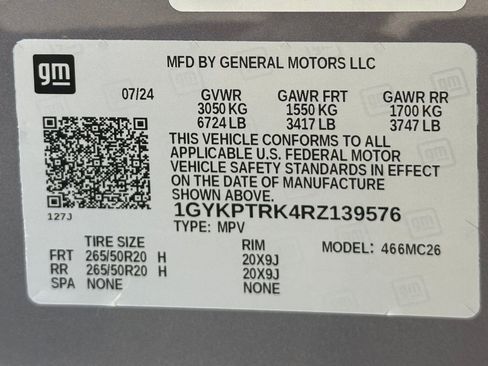 gm
MFD BY GENERAL MOTORS LLC
07/24 GVWR GAWR FRT GAWR RR
3050 KG 1550 KG 1700 KG
6724 LB 3417 LB 3747 LB
THIS VEHICLE CONFORMS TO ALL
APPLICABLE U.S. FEDERAL MOTOR
VEHICLE SAFETY STANDARDS IN EFFECT
ON THE DATE OF MANUFACTURE
SHOWN ABOVE.
127J
1GYKPTRK4RZ139576
TYPE: MPV
TIRE SIZE RIM MODEL: 466MC26
FRT 265/50R20 H 20X9J
RR 265/50R20 H 20X9J
SPA NONE NONE